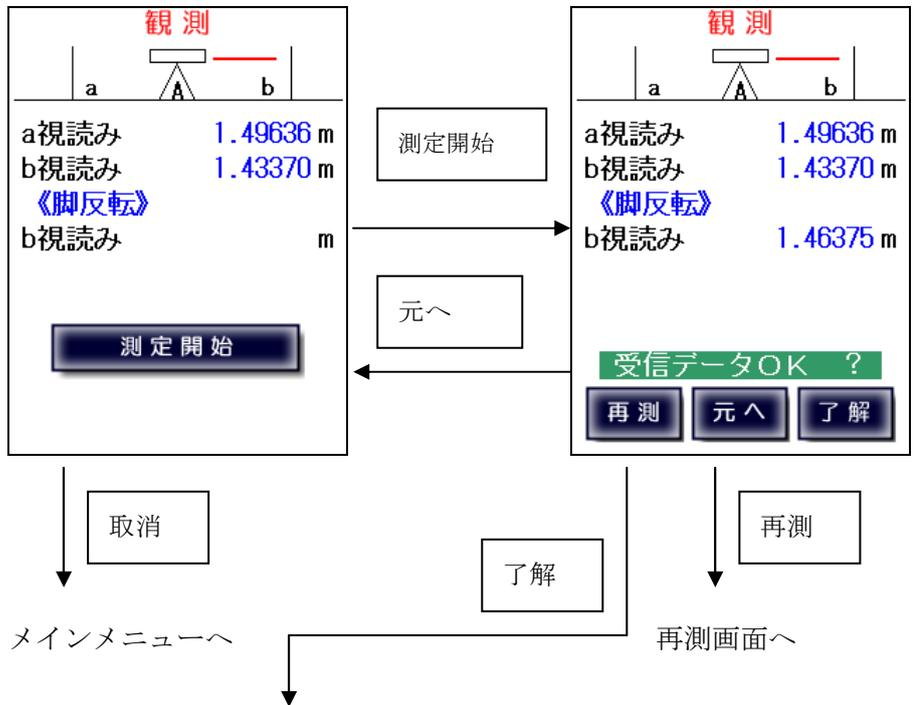 観測
a
A
b
a視読み 1.49636 m
b視読み 1.43370 m
《脚反転》
b視読み m
測定開始
測定開始
元へ
観測
a
A
b
a視読み 1.49636 m
b視読み 1.43370 m
《脚反転》
b視読み 1.46375 m
受信データOK ?
再測 元へ 了解
取消
了解
再測
メインメニューへ
再測画面へ